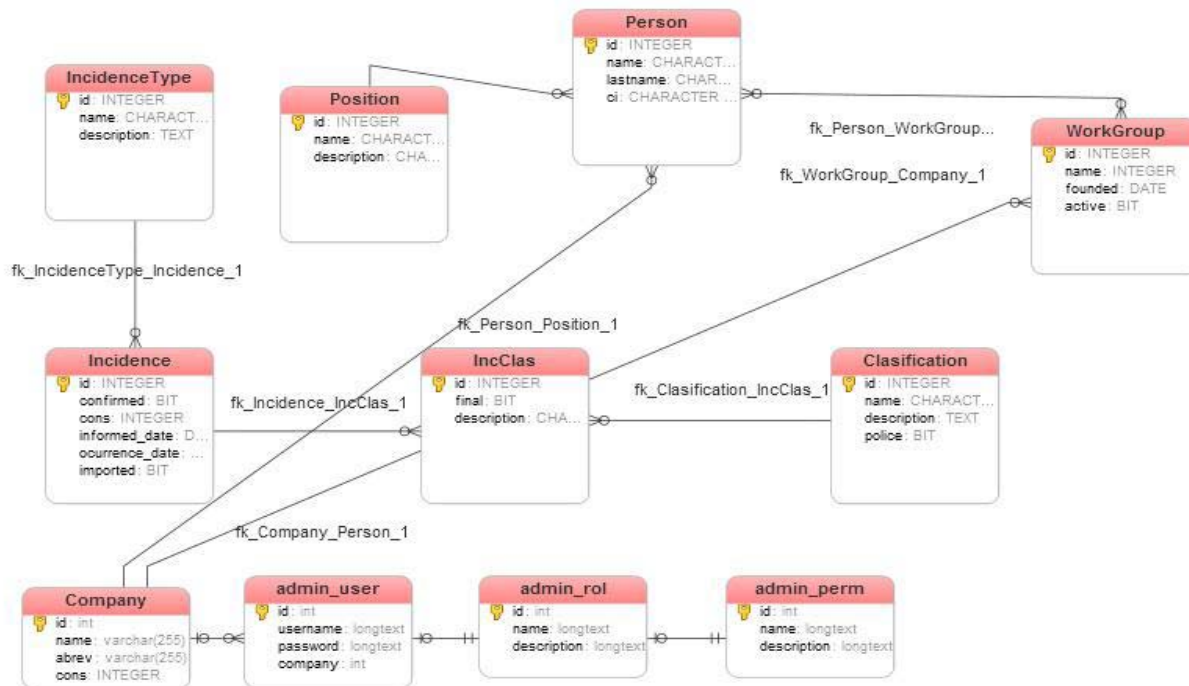 Person
id: INTEGER
name: CHARACT...
lastname: CHAR...
ci: CHARACTER ...
IncidenceType
id: INTEGER
name: CHARACT...
description: TEXT
Position
id: INTEGER
name: CHARACT...
description: CHA...
fk_Person_WorkGroup...
WorkGroup
id: INTEGER
name: INTEGER
founded: DATE
active: BIT
fk_WorkGroup_Company_1
fk_IncidenceType_Incidence_1
fk_Person_Position_1
Incidence
id: INTEGER
confirmed: BIT
cons: INTEGER
informed_date: D...
ocurrence_date: ...
imported: BIT
fk_Incidence_IncClas_1
IncClas
id: INTEGER
final: BIT
description: CHA...
fk_Clasification_IncClas_1
Clasification
id: INTEGER
name: CHARACT...
description: TEXT
police: BIT
fk_Company_Person_1
Company
id: int
name: varchar(255)
abrev: varchar(255)
cons: INTEGER
admin_user
id: int
username: longtext
password: longtext
company: int
admin_rol
id: int
name: longtext
description: longtext
admin_perm
id: int
name: longtext
description: longtext